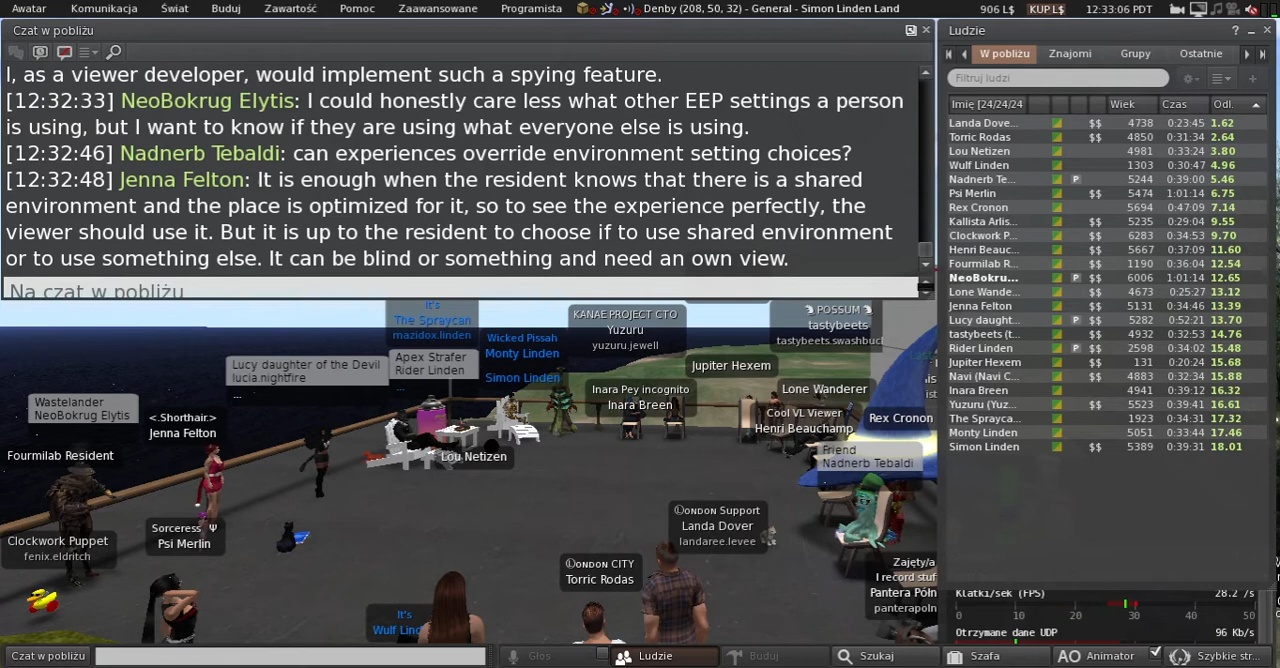 Awatar Komunikacja Świat Buduj Zawartość Pomoc Zaawansowane Programista Denby (208, 50, 32) - General - Simon Linden Land 906 L$ KUP L$ 12:33:06 PDT
Czat w pobliżu
I, as a viewer developer, would implement such a spying feature.
[12:32:33] NeoBokrug Elytis: I could honestly care less what other EEP settings a person
is using, but I want to know if they are using what everyone else is using.
[12:32:46] Nadnerb Tebaldi: can experiences override environment setting choices?
[12:32:48] Jenna Felton: It is enough when the resident knows that there is a shared
environment and the place is optimized for it, so to see the experience perfectly, the
viewer should use it. But it is up to the resident to choose if to use shared environment
or to use something else. It can be blind or something and need an own view.
Na czat w pobliżu
Ludzie
W pobliżu Znajomi Grupy Ostatnie
Filtruj ludzi
Imię [24/24/24 Wiek Czas Odl.
Landa Dove... $$ 4738 0:23:45 1.62
Torric Rodas $$ 4850 0:31:34 2.64
Lou Netizen 4981 0:33:24 3.80
Wulf Linden 1303 0:30:47 4.96
Nadnerb Te... P 5244 0:39:00 5.46
Psi Merlin $$ 5474 1:01:14 6.75
Rex Cronon 5694 0:47:09 7.14
Kallista Arlis... $$ 5235 0:29:04 9.55
Clockwork P... $$ 6283 0:34:53 9.70
Henri Beauc... $$ 5667 0:37:09 11.60
Fourmilab R... $$ 1190 0:36:04 12.54
NeoBokru... P $$ 6006 1:01:14 12.65
Lone Wande... $$ 4673 0:25:27 13.12
Jenna Felton 5131 0:34:46 13.39
Lucy daught... P $$ 5282 0:52:21 13.70
tastybeets (t... $$ 4932 0:32:53 14.76
Rider Linden P $$ 2598 0:34:02 15.48
Jupiter Hexem $$ 131 0:20:24 15.68
Navi (Navi C... $$ 4883 0:32:54 15.88
Inara Breen 4941 0:39:12 16.32
Yuzuru (Yuz... $$ 5523 0:39:41 16.61
The Sprayca... 1923 0:34:31 17.32
Monty Linden 5051 0:33:44 17.46
Simon Linden $$ 5389 0:39:31 18.01
It's
The Spraycan
mazidox.linden
Wicked Pissah
Monty Linden
Simon Linden
KANAE PROJECT CTO
Yuzuru
yuzuru.jewell
POSSUM
tastybeets
tastybeets.swashbucl
Lucy daughter of the Devil
lucia.nightfire
...
Apex Strafer
Rider Linden
...
Jupiter Hexem
Inara Pey incognito
Inara Breen
Lone Wanderer
Cool VL Viewer
Henri Beauchamp
Rex Cronon
Wastelander
NeoBokrug Elytis
<.Shorthair.>
Jenna Felton
Fourmilab Resident
Lou Netizen
Friend
Nadnerb Tebaldi
Clockwork Puppet
fenix.eldritch
Sorceress Ψ
Psi Merlin
London Support
Landa Dover
landaree.levee
London CITY
Torric Rodas
It's
Wulf Lind
Zajęty/a
I record stuf
Pantera Półn
panterapoln
Klatki/sek (FPS) 28.2 /s
0 10 20 30 40 50
Otrzymane dane UDP 96 Kb/s
Czat w pobliżu Głos Ludzie Buduj Szukaj Szafa AO Animator Szybkie str...